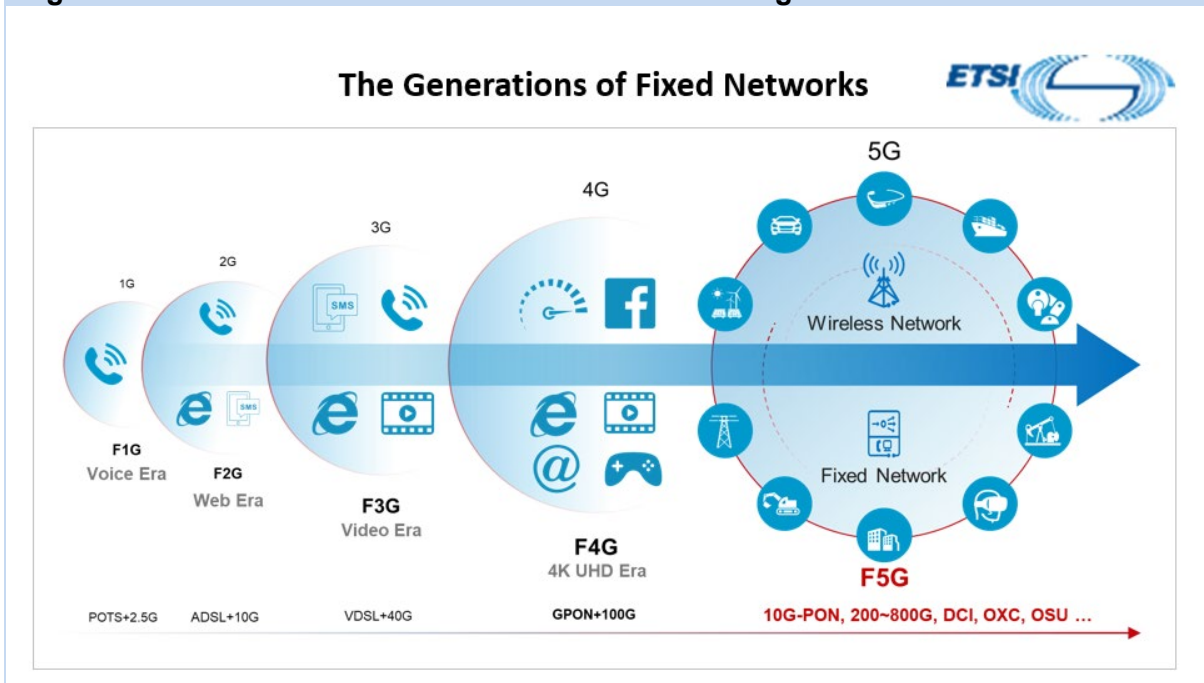 The Generations of Fixed Networks
ETSI
5G
4G
3G
2G
1G
SMS
Wireless Network
SMS
Fixed Network
F1G
Voice Era
F2G
Web Era
F3G
Video Era
F4G
4K UHD Era
F5G
POTS+2.5G
ADSL+10G
VDSL+40G
GPON+100G
10G-PON, 200~800G, DCI, OXC, OSU ...